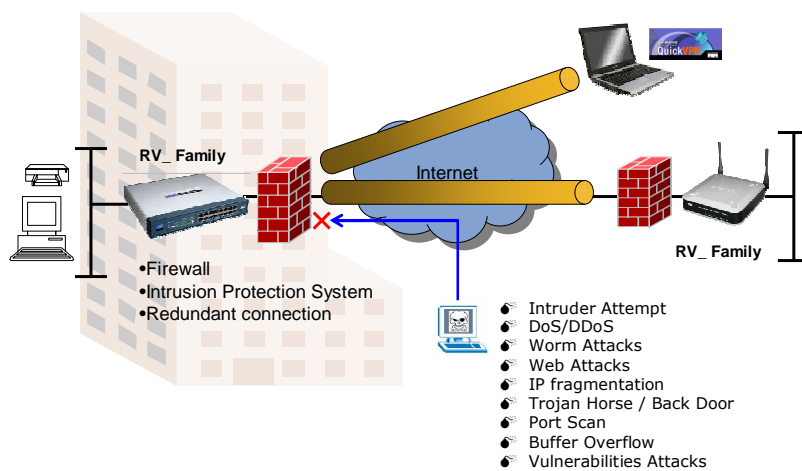 QuickVPN
RV_ Family
Internet
RV_ Family
•Firewall
•Intrusion Protection System
•Redundant connection
Intruder Attempt
DoS/DDoS
Worm Attacks
Web Attacks
IP fragmentation
Trojan Horse / Back Door
Port Scan
Buffer Overflow
Vulnerabilities Attacks